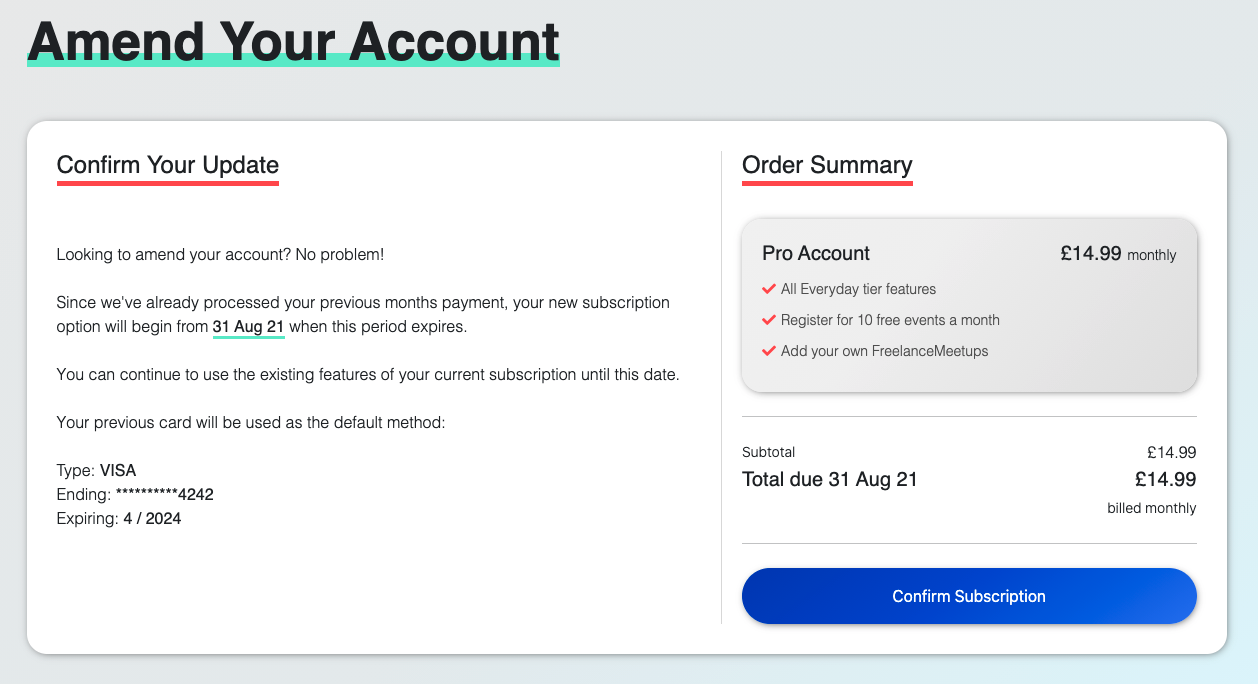 Amend Your Account
Confirm Your Update
Looking to amend your account? No problem!
Since we've already processed your previous months payment, your new subscription
option will begin from 31 Aug 21 when this period expires.
You can continue to use the existing features of your current subscription until this date.
Your previous card will be used as the default method:
Type: VISA
Ending: **********4242
Expiring: 4 / 2024
Order Summary
Pro Account £14.99 monthly
All Everyday tier features
Register for 10 free events a month
Add your own FreelanceMeetups
Subtotal £14.99
Total due 31 Aug 21 £14.99
billed monthly
Confirm Subscription